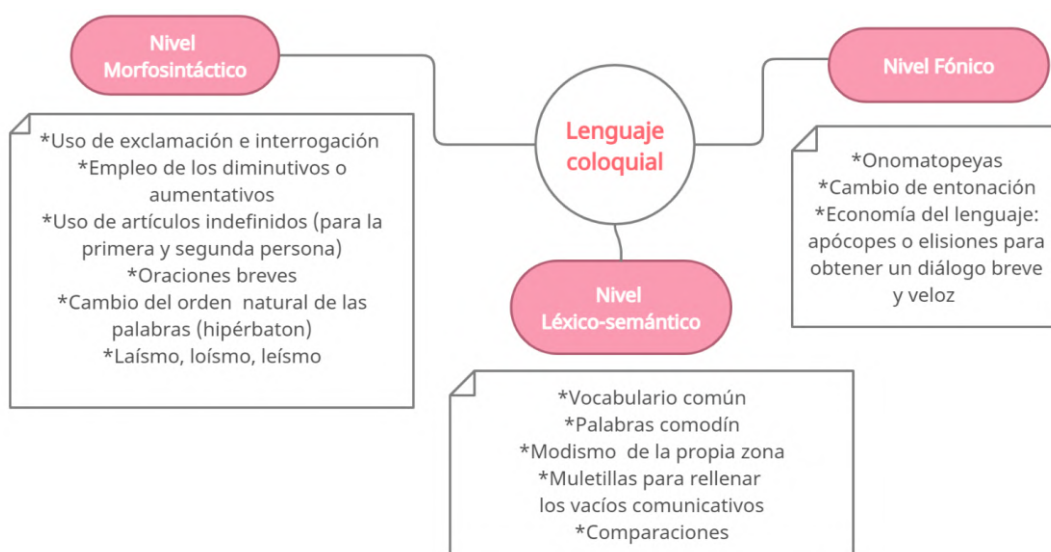 Nivel
Morfosintáctico
*Uso de exclamación e interrogación
*Empleo de los diminutivos o
aumentativos
*Uso de artículos indefinidos (para la
primera y segunda persona)
*Oraciones breves
*Cambio del orden natural de las
palabras (hipérbaton)
*Laísmo, loísmo, leísmo
Lenguaje
coloquial
Nivel
Léxico-semántico
*Vocabulario común
*Palabras comodín
*Modismo de la propia zona
*Muletillas para rellenar
los vacíos comunicativos
*Comparaciones
Nivel Fónico
*Onomatopeyas
*Cambio de entonación
*Economía del lenguaje:
apócopes o elisiones para
obtener un diálogo breve
y veloz